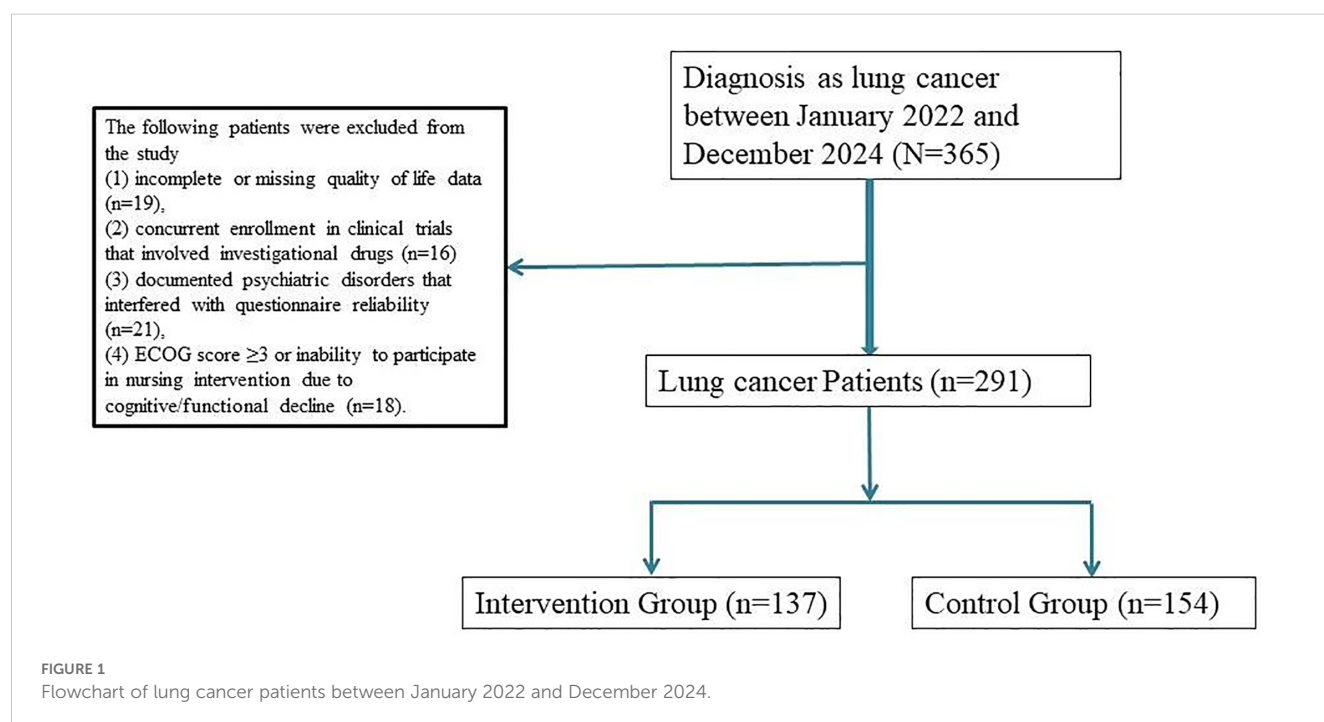 Diagnosis as lung cancer
between January 2022 and
December 2024 (N=365)
The following patients were excluded from
the study
(1) incomplete or missing quality of life data
(n=19),
(2) concurrent enrollment in clinical trials
that involved investigational drugs (n=16)
(3) documented psychiatric disorders that
interfered with questionnaire reliability
(n=21),
(4) ECOG score ≥3 or inability to participate
in nursing intervention due to
cognitive/functional decline (n=18).
Lung cancer Patients (n=291)
Intervention Group (n=137)
Control Group (n=154)
FIGURE 1
Flowchart of lung cancer patients between January 2022 and December 2024.